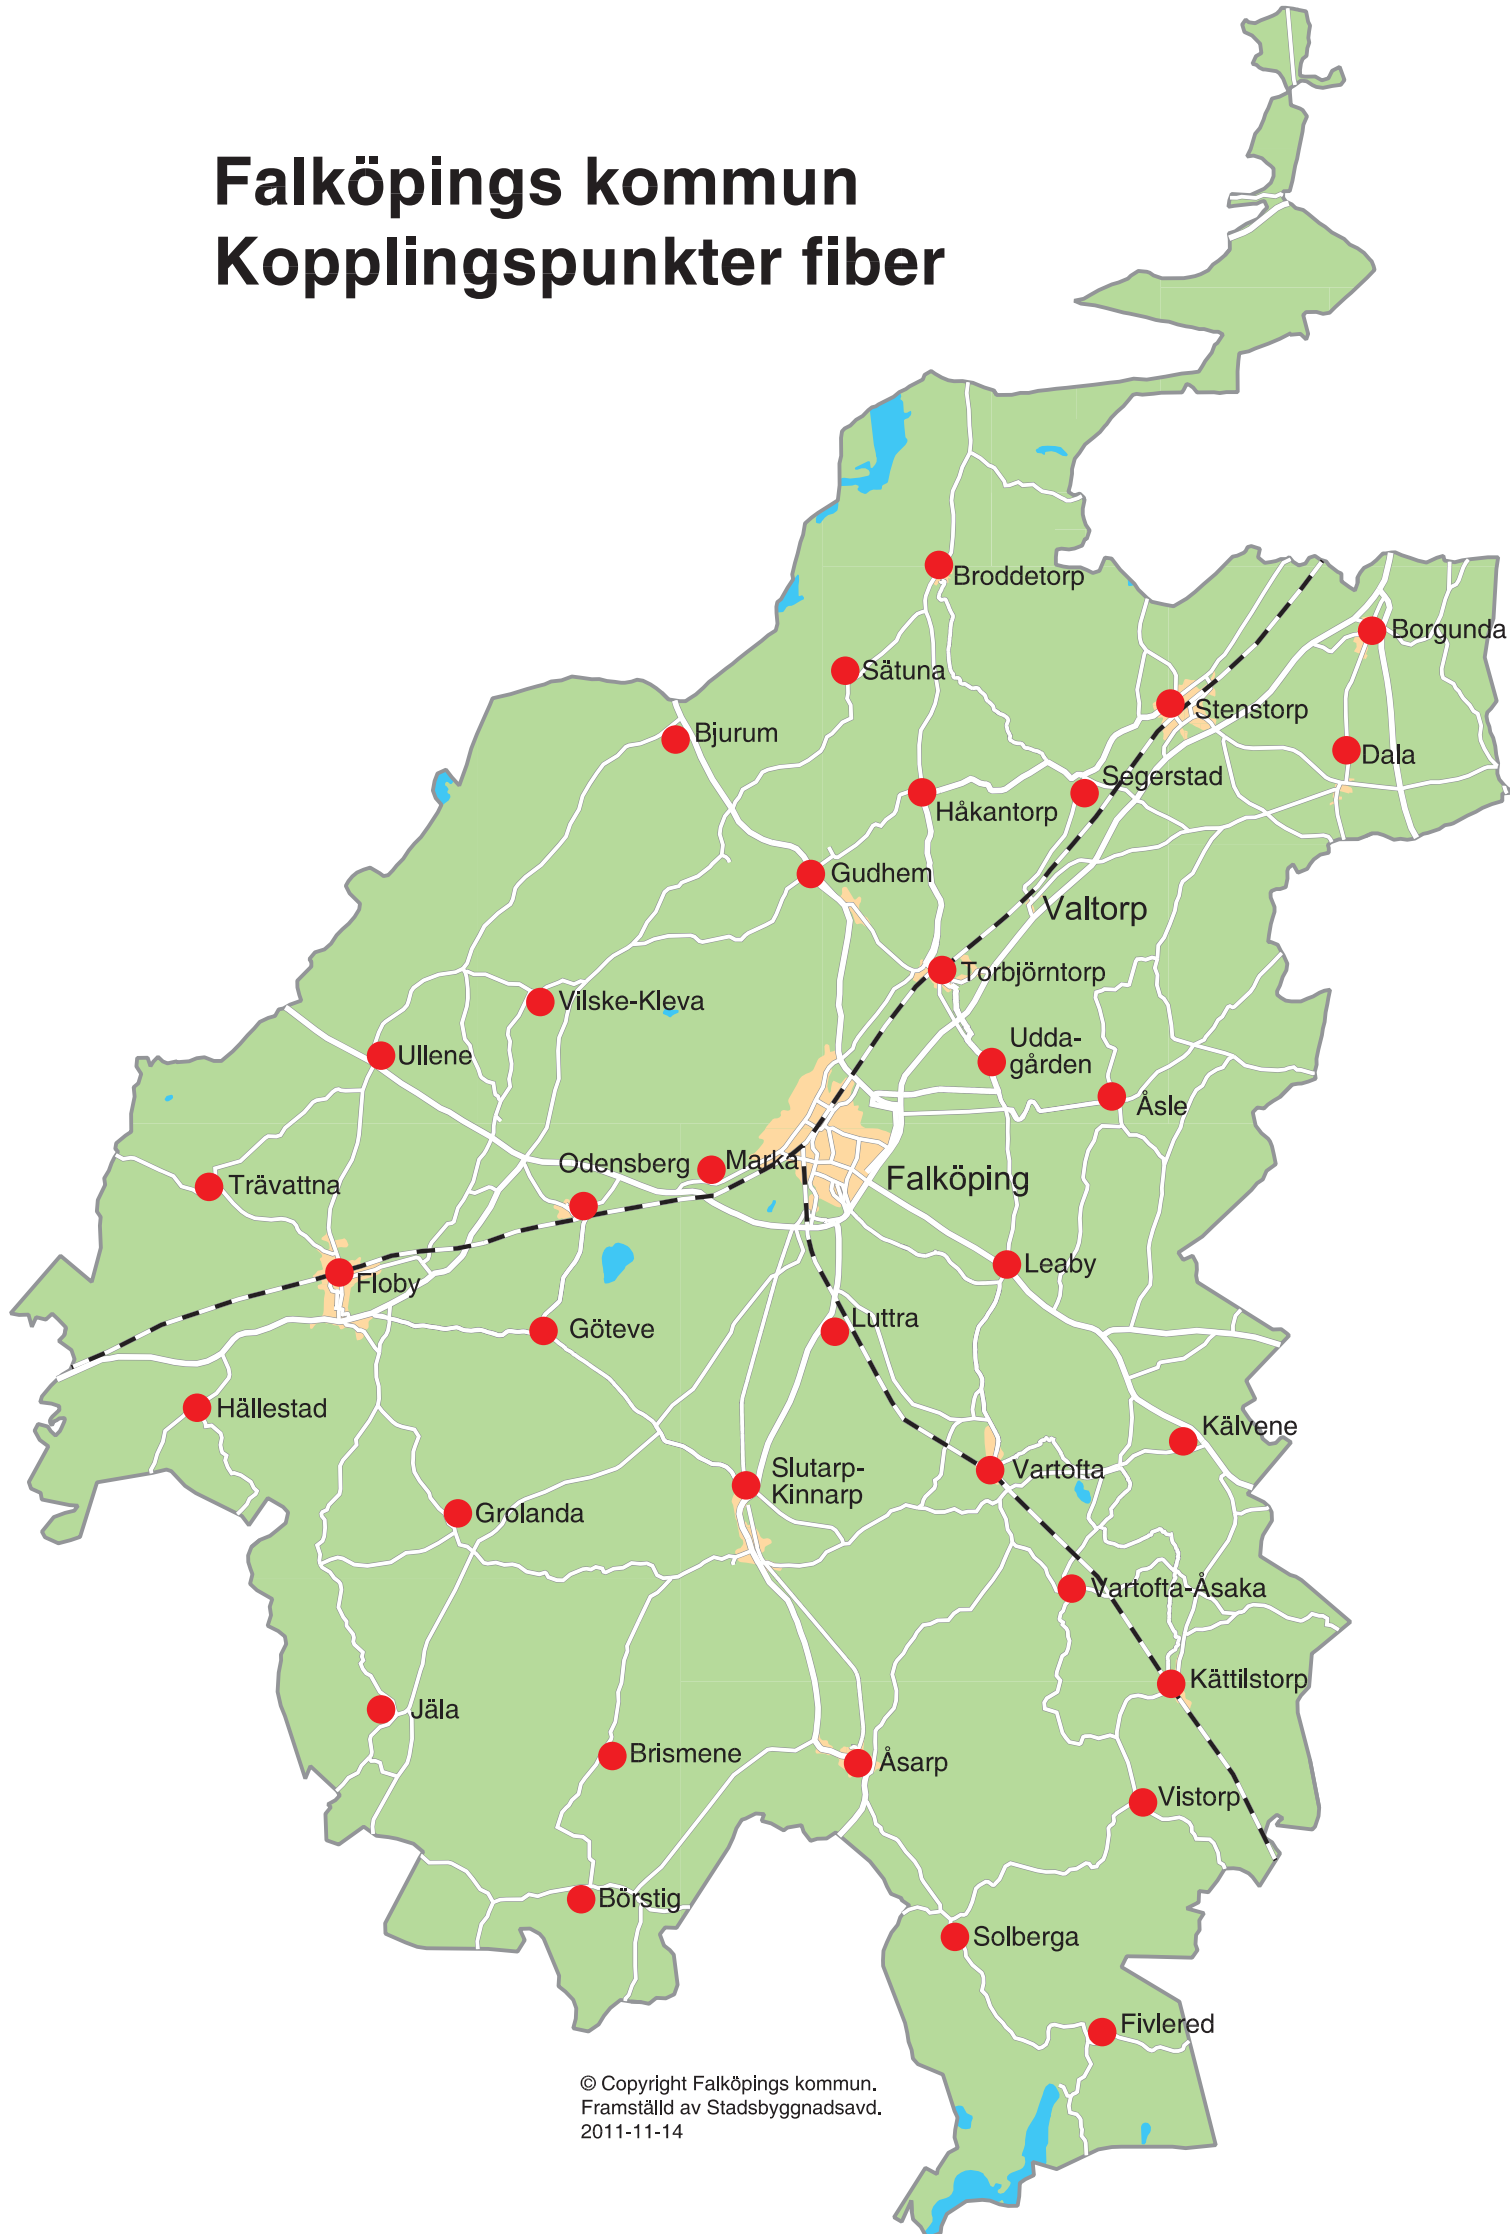 Falköpings kommun
Kopplingspunkter fiber
Broddetorp
Borgunda
Sätuna
Stenstorp
Bjurum
Dala
Segerstad
Håkantorp
Gudhem
Valtorp
Torbjörntorp
Vilske-Kleva
Udda-
gården
Ullene
Åsle
Odensberg
Marka
Falköping
Trävattna
Leaby
Floby
Luttra
Göteve
Hällestad
Kälvene
Slutarp-
Kinnarp
Vartofta
Grolanda
Vartofta-Åsaka
Kättilstorp
Jäla
Brismene
Åsarp
Vistorp
Börstig
Solberga
Fivlered
© Copyright Falköpings kommun.
Framställd av Stadsbyggnadsavd.
2011-11-14